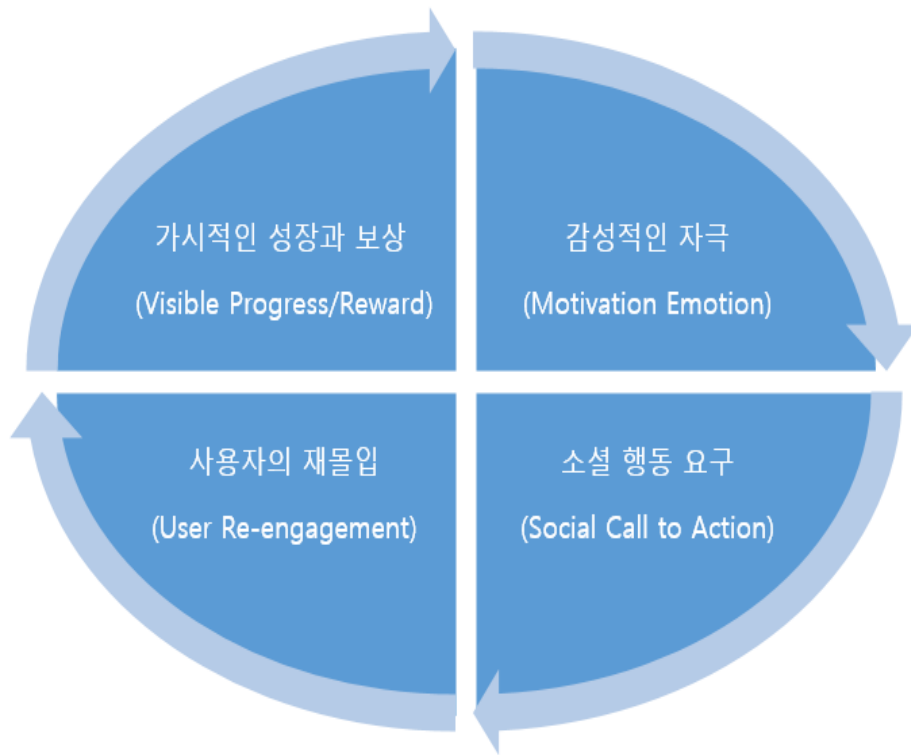 가시적인 성장과 보상
(Visible Progress/Reward)
감성적인 자극
(Motivation Emotion)
사용자의 재몰입
(User Re-engagement)
소셜 행동 요구
(Social Call to Action)